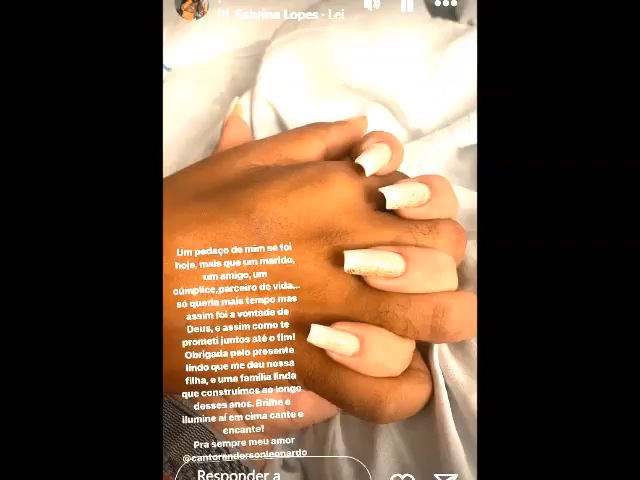 Sabrina Lopes · Lei
Um pedaço de mim se foi
hoje, mais que um marido,
um amigo, um
cúmplice,parceiro de vida...
só queria mais tempo mas
assim foi a vontade de
Deus, e assim como te
prometi juntos até o fim!
Obrigada pelo presente
lindo que me deu nossa
filha, e uma família linda
que construímos ao longo
desses anos. Brilhe e
ilumine aí em cima cante e
encante!
Pra sempre meu amor
@cantorandersonleonardo
Responder a